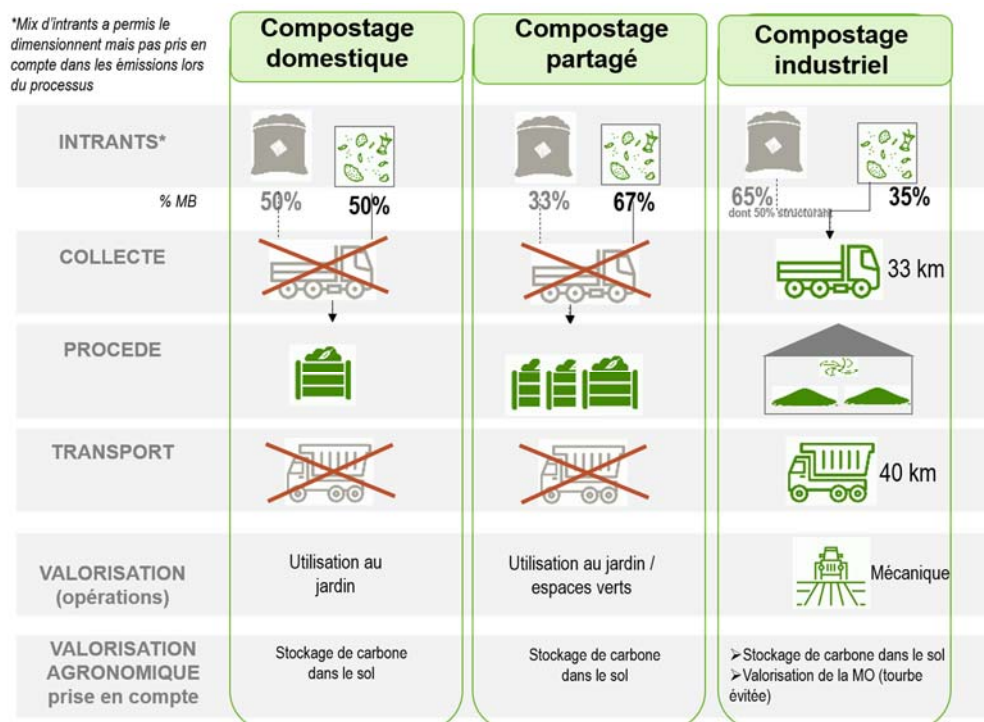 *Mix d'intrants a permis le
dimensionnent mais pas pris en
compte dans les émissions lors
du processus
Compostage
domestique
Compostage
partagé
Compostage
industriel
INTRANTS*
% MB
50%
50%
33%
67%
65%
dont 50% structurant
35%
COLLECTE
33 km
PROCEDE
TRANSPORT
40 km
VALORISATION
(opérations)
Utilisation au
jardin
Utilisation au jardin /
espaces verts
Mécanique
VALORISATION
AGRONOMIQUE
prise en compte
Stockage de carbone
dans le sol
Stockage de carbone
dans le sol
➢Stockage de carbone dans le sol
➢Valorisation de la MO (tourbe
évitée)